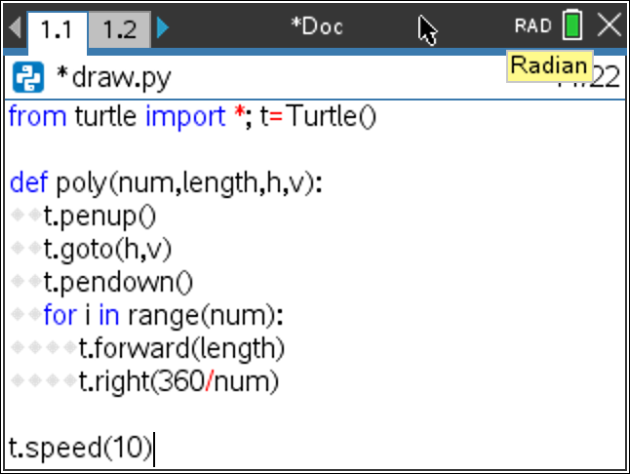 1.1 1.2 *Doc RAD
Radian
*draw.py /22
from turtle import *; t=Turtle()
def poly(num,length,h,v):
t.penup()
t.goto(h,v)
t.pendown()
for i in range(num):
t.forward(length)
t.right(360/num)
t.speed(10)